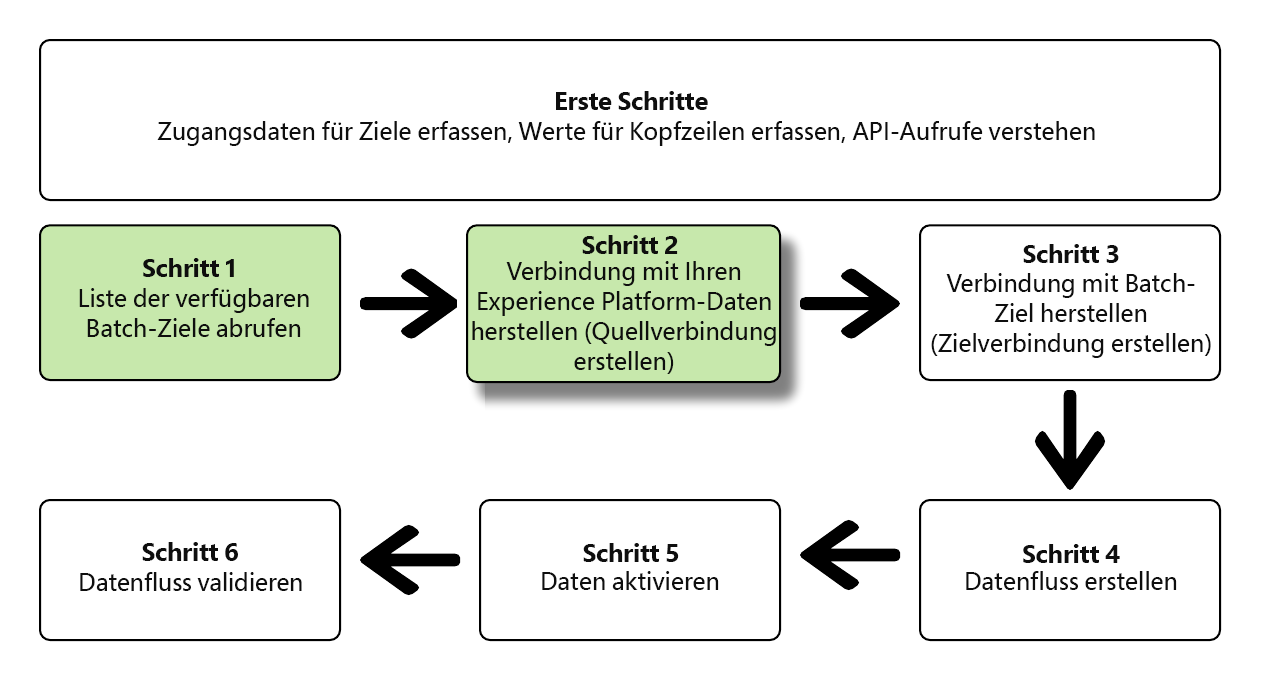 Erste Schritte
Zugangsdaten für Ziele erfassen, Werte für Kopfzeilen erfassen, API-Aufrufe verstehen
Schritt 1
Liste der verfügbaren
Batch-Ziele abrufen
Schritt 2
Verbindung mit Ihren
Experience Platform-Daten
herstellen (Quellverbindung
erstellen)
Schritt 3
Verbindung mit Batch-
Ziel herstellen
(Zielverbindung erstellen)
Schritt 4
Datenfluss erstellen
Schritt 5
Daten aktivieren
Schritt 6
Datenfluss validieren